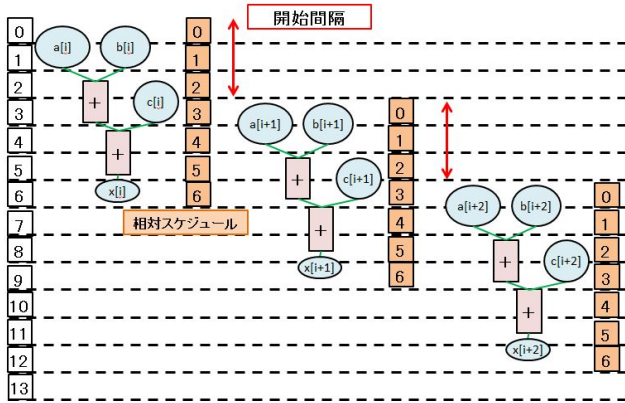 開始間隔
0 a[i] b[i] 0
1 1
2 + c[i] 2
3 3 a[i+1] b[i+1] 0
4 + 4 1
5 5 + c[i+1] 2
6 x[i] 6 3 a[i+2] b[i+2] 0
7 相対スケジュール + 4 1
8 5 + c[i+2] 2
9 x[i+1] 6 3
10 + 4
11 5
12 x[i+2] 6
13